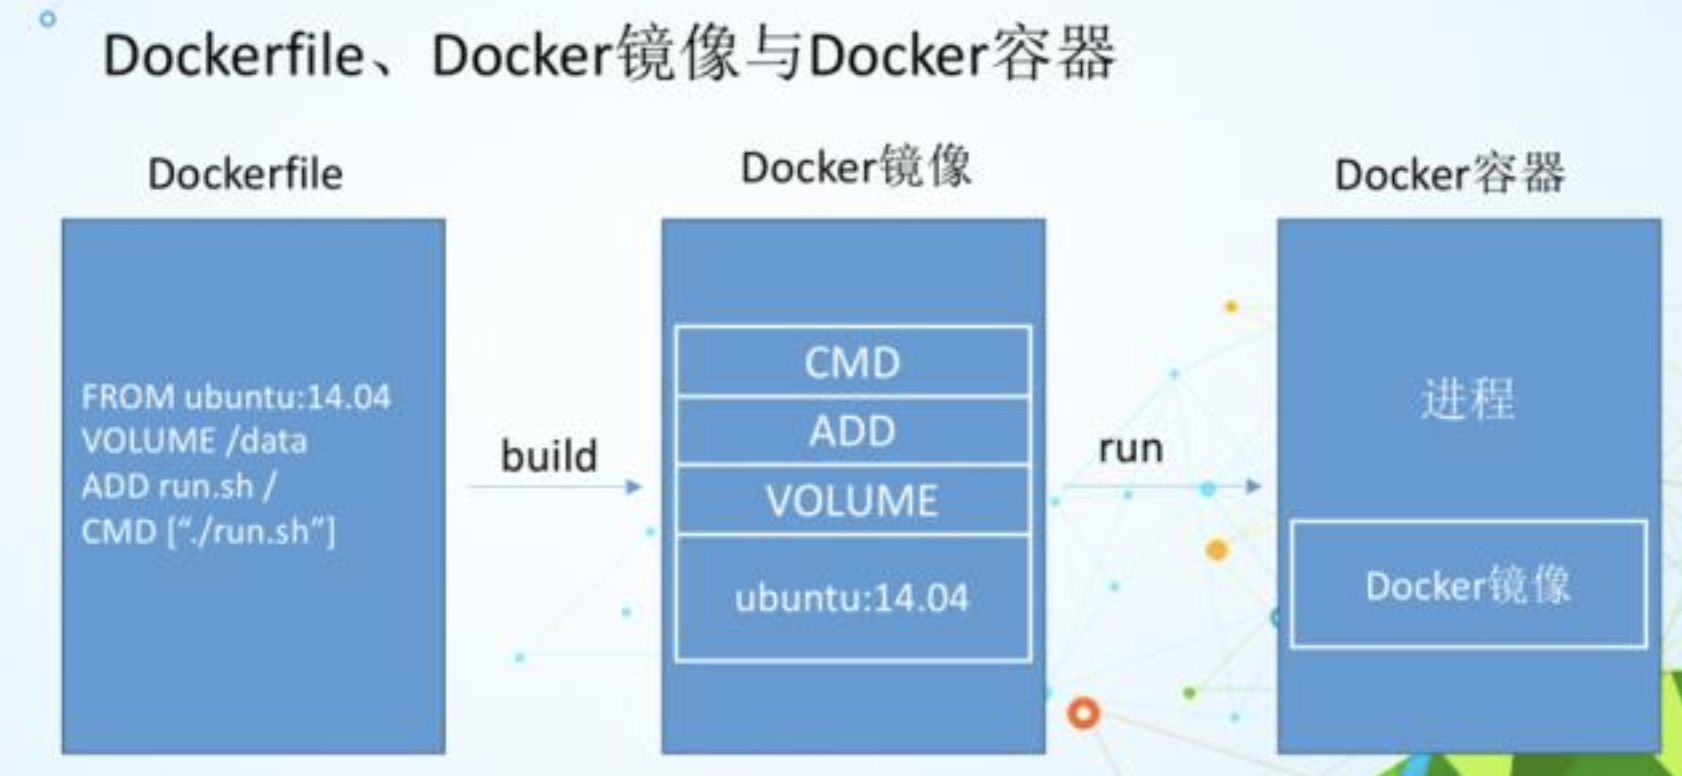 Dockerfile、Docker镜像与Docker容器
Dockerfile
FROM ubuntu:14.04
VOLUME /data
ADD run.sh /
CMD [“./run.sh”]
build
Docker镜像
CMD
ADD
VOLUME
ubuntu:14.04
run
Docker容器
进程
Docker镜像